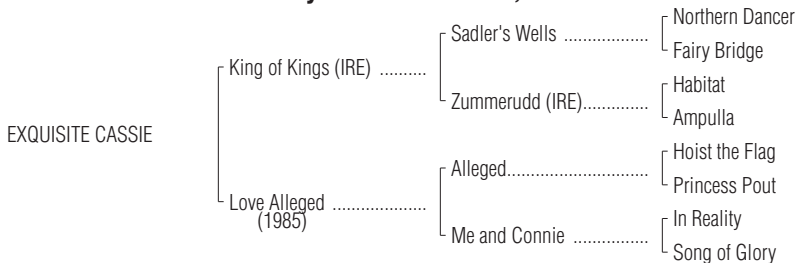 Northern Dancer
Sadler's Wells ..................
Fairy Bridge
King of Kings (IRE) ..........
Habitat
Zummerudd (IRE)..............
Ampulla
EXQUISITE CASSIE
Hoist the Flag
Alleged..............................
Princess Pout
Love Alleged ....................
(1985)
In Reality
Me and Connie ................
Song of Glory